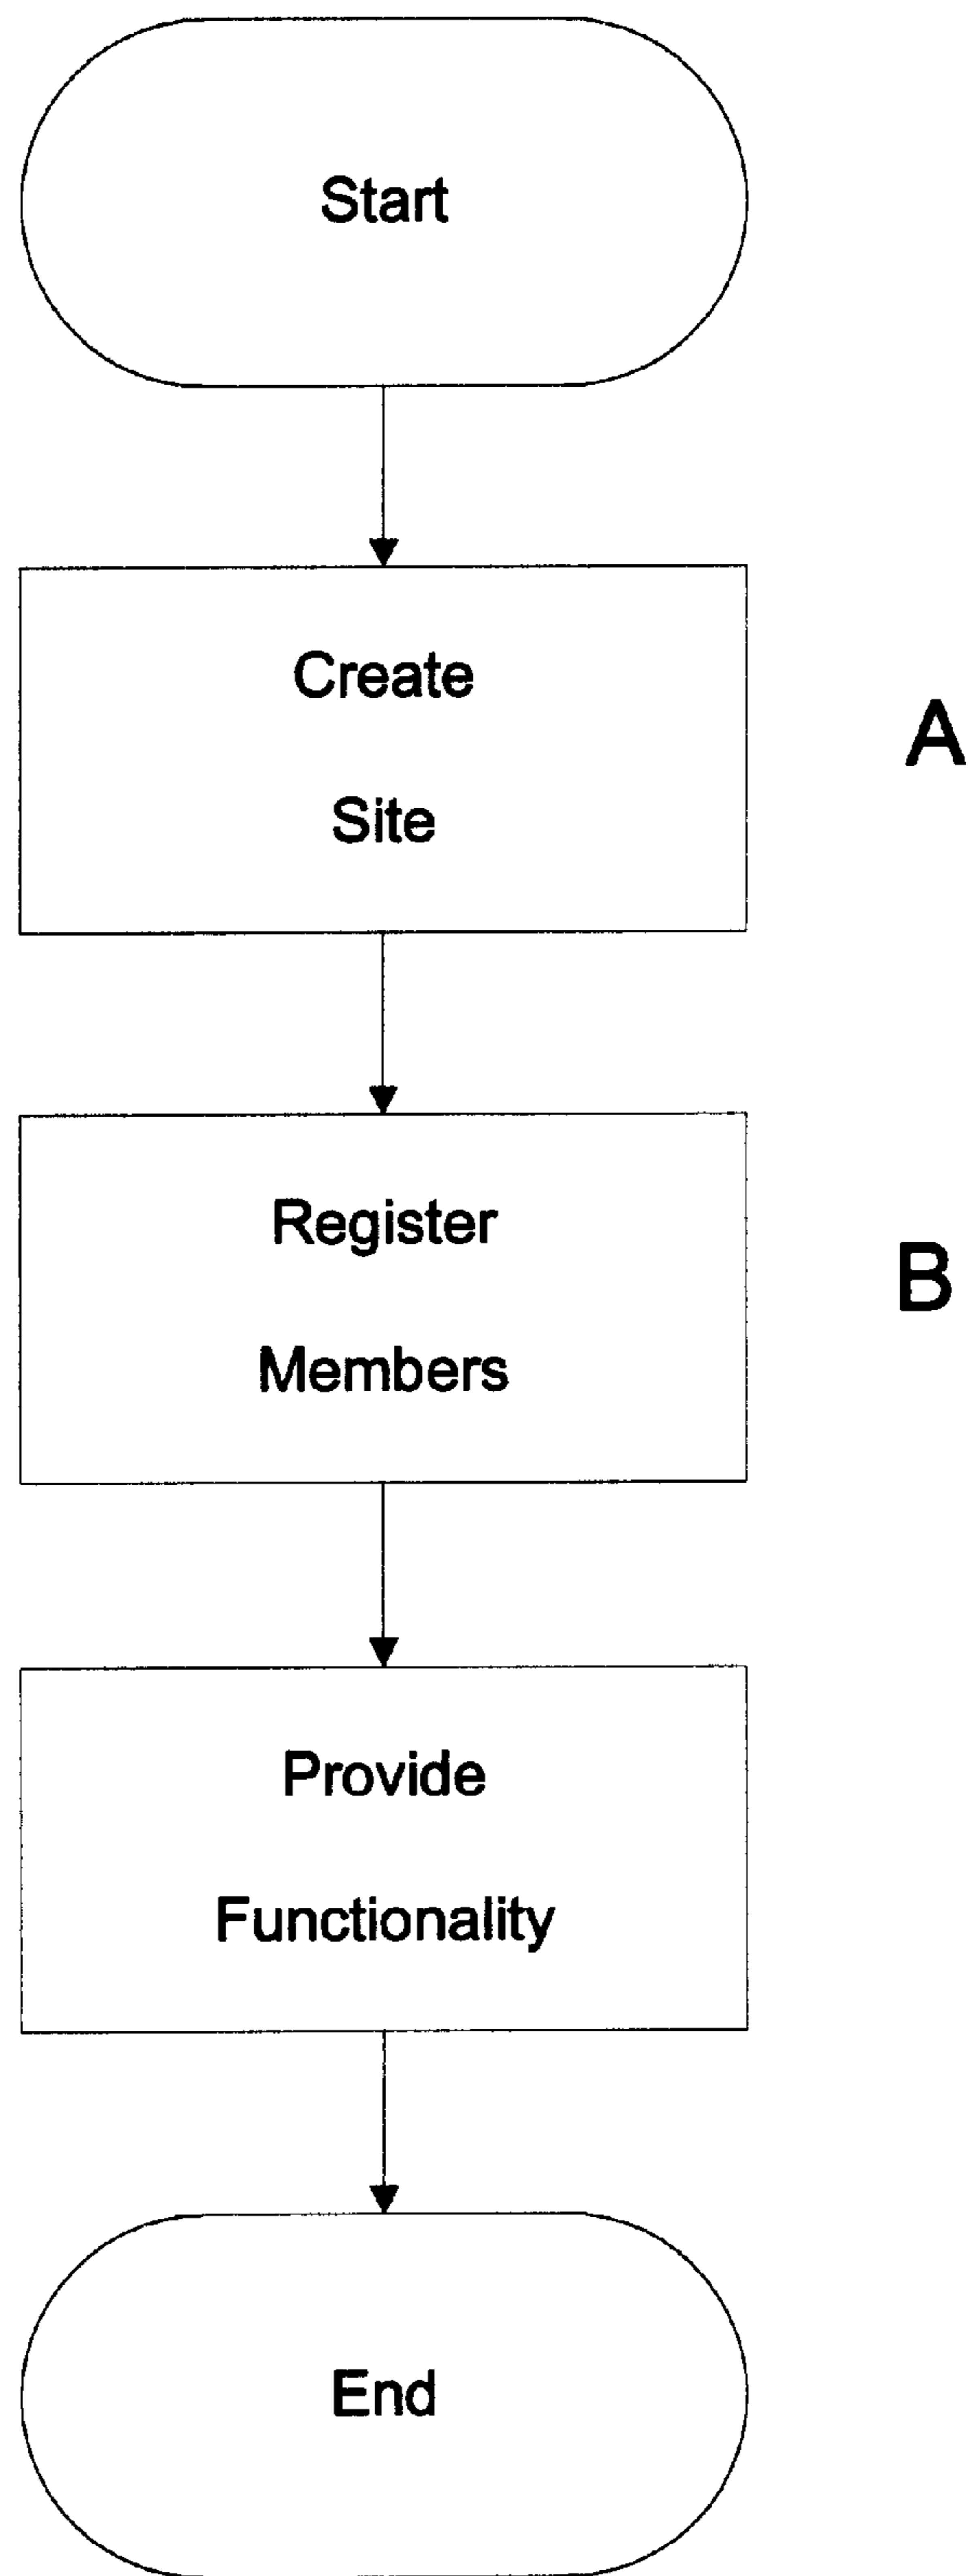 Start
Create
Site
A
Register
Members
B
Provide
Functionality
End